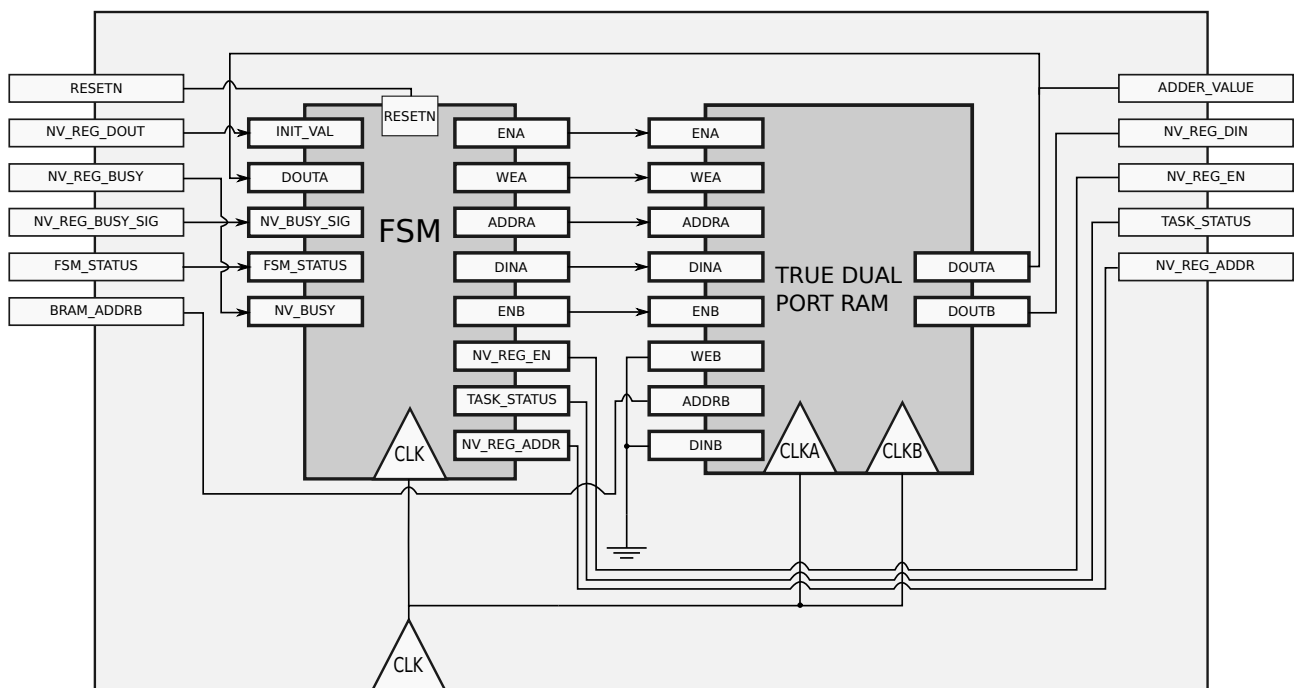 RESETN
NV_REG_DOUT
NV_REG_BUSY
NV_REG_BUSY_SIG
FSM_STATUS
BRAM_ADDRB
RESETN
INIT_VAL
DOUTA
NV_BUSY_SIG
FSM_STATUS
NV_BUSY
FSM
CLK
ENA
WEA
ADDRA
DINA
ENB
NV_REG_EN
TASK_STATUS
NV_REG_ADDR
ENA
WEA
ADDRA
DINA
ENB
WEB
ADDRB
DINB
TRUE DUAL
PORT RAM
CLKA
CLKB
DOUTA
DOUTB
ADDER_VALUE
NV_REG_DIN
NV_REG_EN
TASK_STATUS
NV_REG_ADDR
CLK